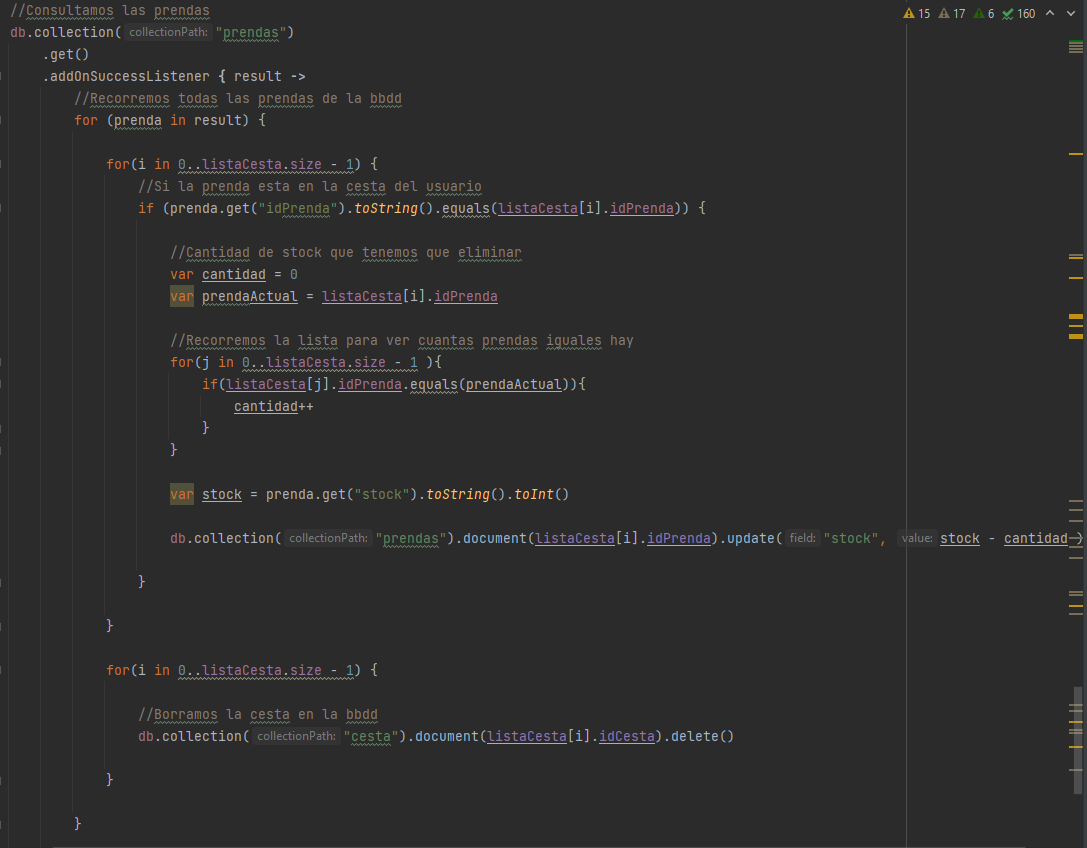 //Consultamos las prendas
15 17 6 160
db.collection( collectionPath: "prendas")
.get()
.addOnSuccessListener { result ->
//Recorremos todas las prendas de la bbdd
for (prenda in result) {
for(i in 0..listaCesta.size - 1) {
//Si la prenda esta en la cesta del usuario
if (prenda.get("idPrenda").toString().equals(listaCesta[i].idPrenda)) {
//Cantidad de stock que tenemos que eliminar
var cantidad = 0
var prendaActual = listaCesta[i].idPrenda
//Recorremos la lista para ver cuantas prendas iguales hay
for(j in 0..listaCesta.size - 1 ){
if(listaCesta[j].idPrenda.equals(prendaActual)){
cantidad++
}
}
var stock = prenda.get("stock").toString().toInt()
db.collection( collectionPath: "prendas").document(listaCesta[i].idPrenda).update( field: "stock", value: stock - cantidad )
}
}
for(i in 0..listaCesta.size - 1) {
//Borramos la cesta en la bbdd
db.collection( collectionPath: "cesta").document(listaCesta[i].idCesta).delete()
}
}